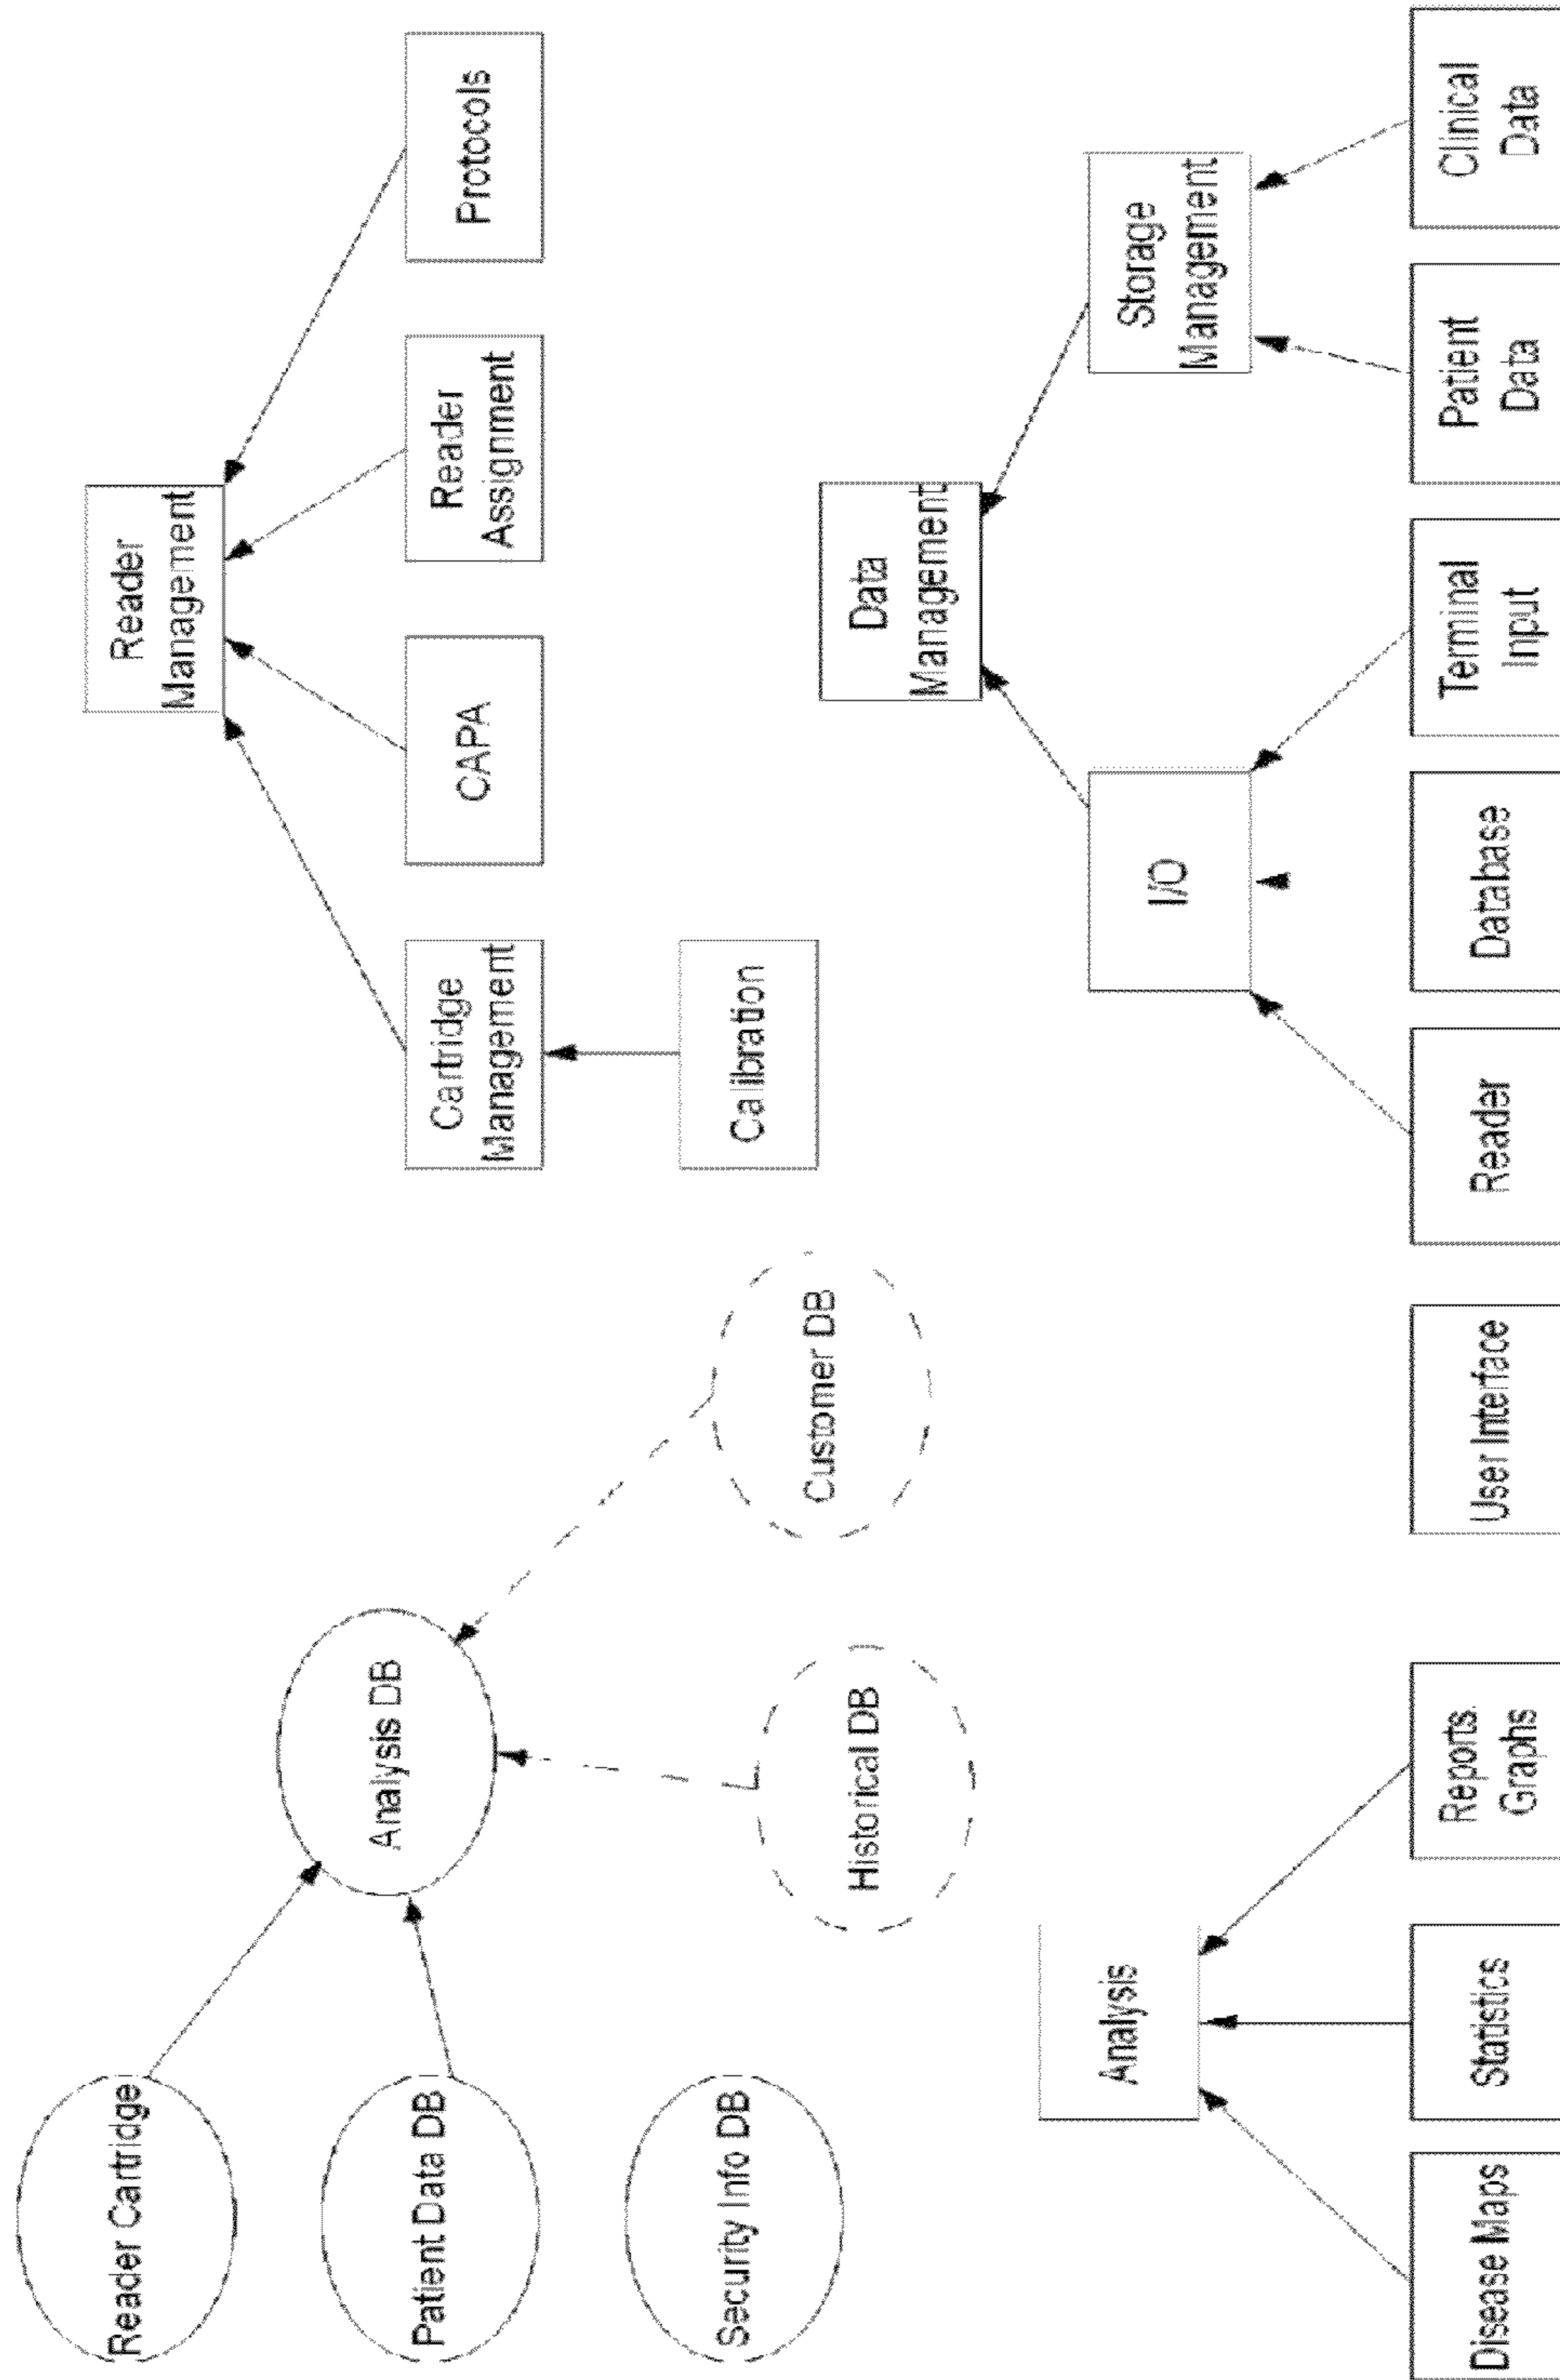 Reader Cartridge
Patient Data DB
Security Info DB
Analysis DB
Historical DB
Customer DB
Reader
Management
Cartridge
Management
CAPA
Reader
Assignment
Protocols
Calibration
Data
Management
I/O
Storage
Management
Analysis
Disease Maps
Statistics
Reports
Graphs
User Interface
Reader
Database
Terminal
Input
Patient
Data
Clinical
Data